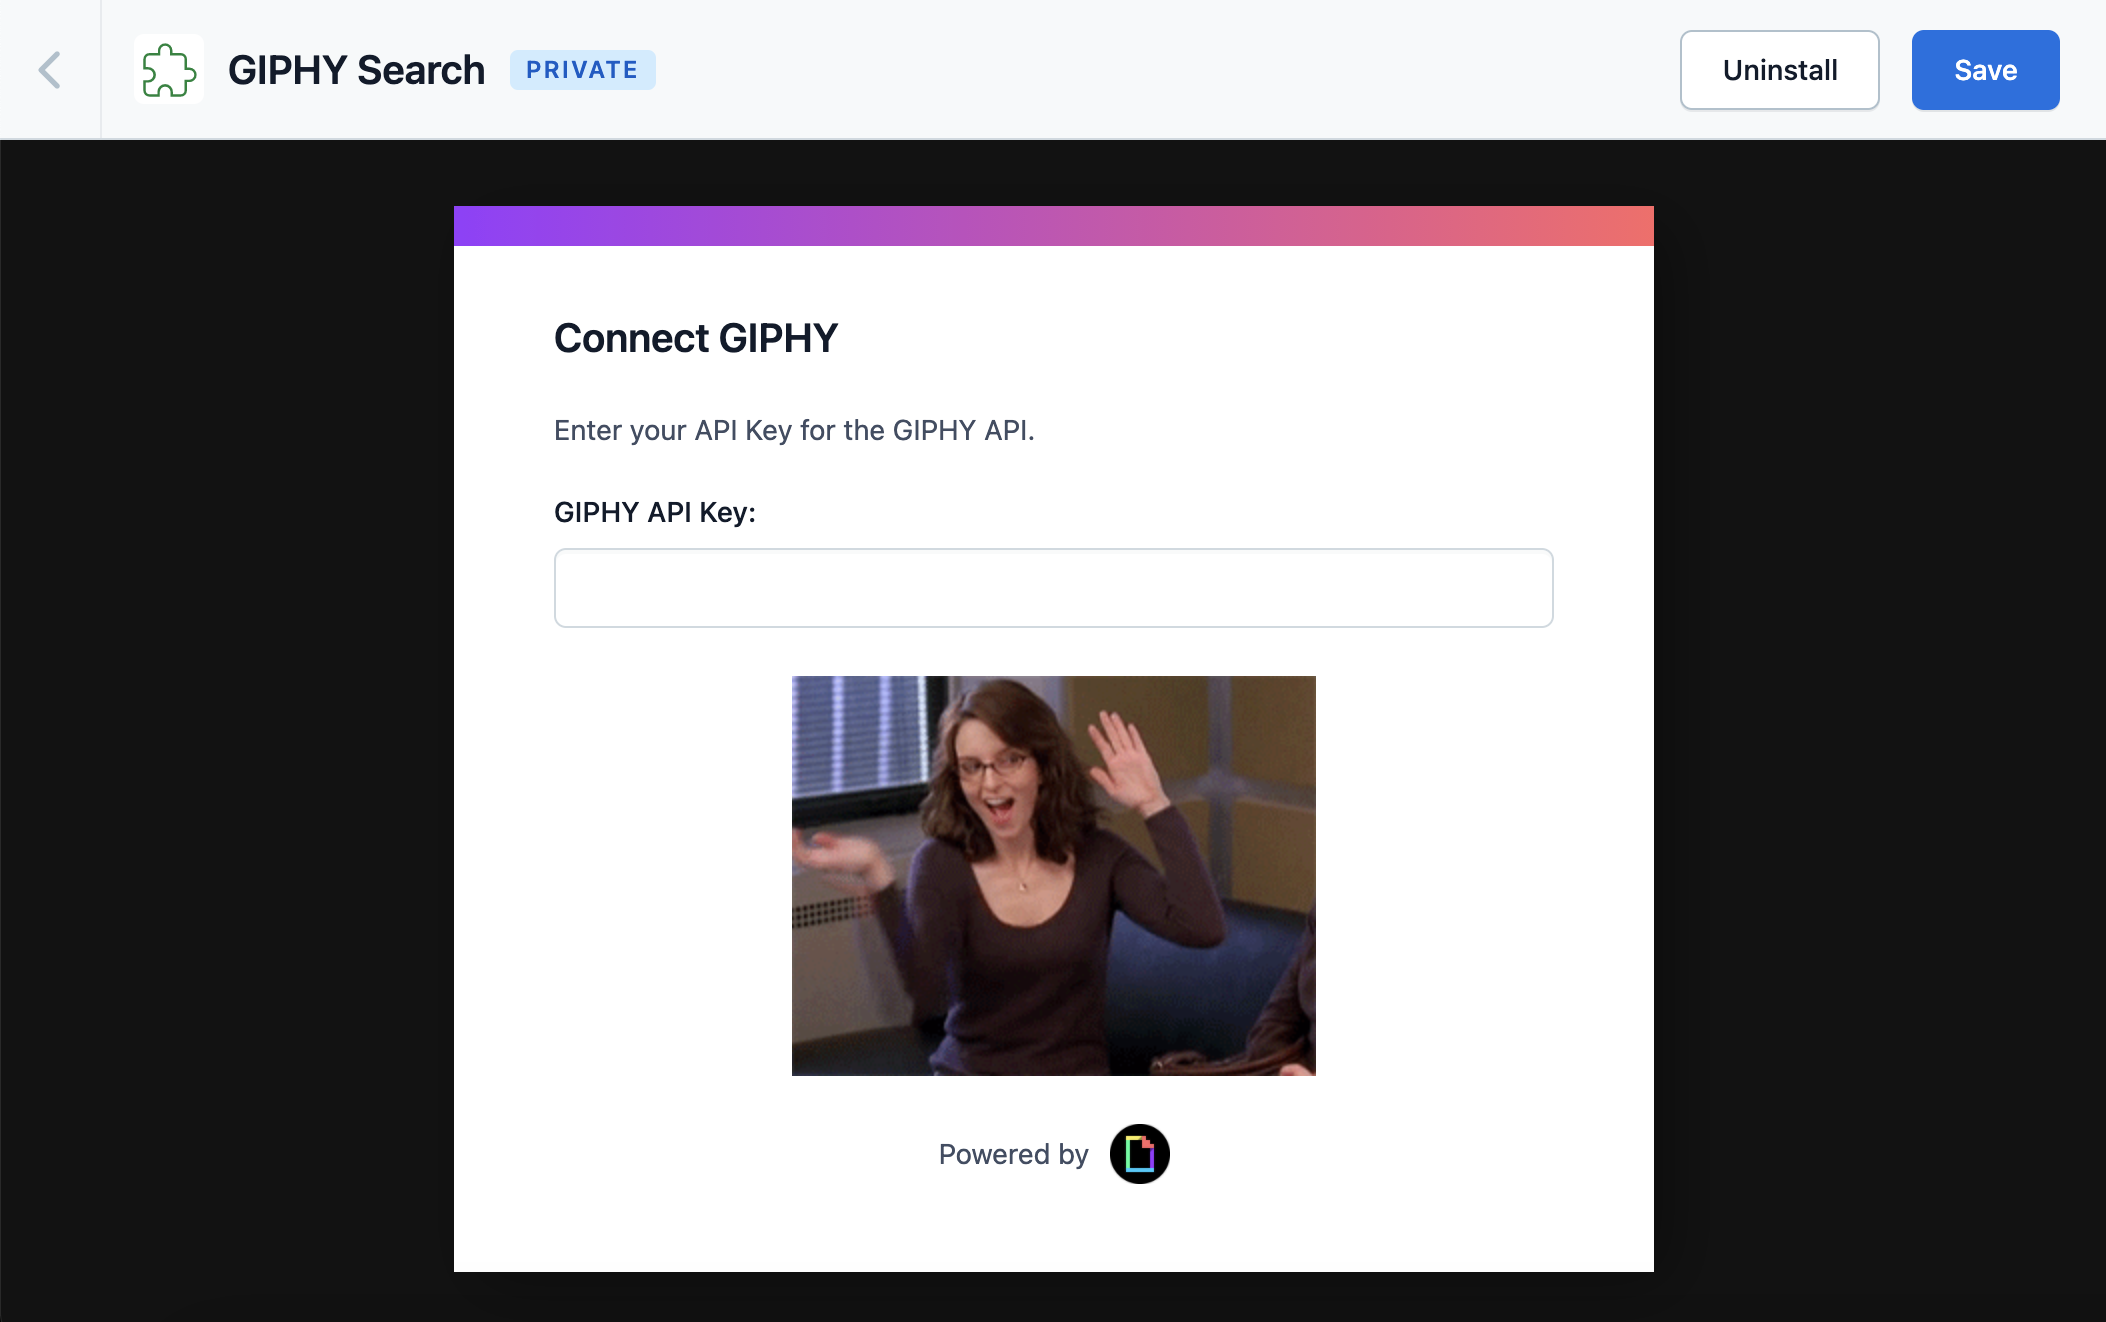 GIPHY Search
PRIVATE
Uninstall
Save
Connect GIPHY
Enter your API Key for the GIPHY API.
GIPHY API Key:
Powered by